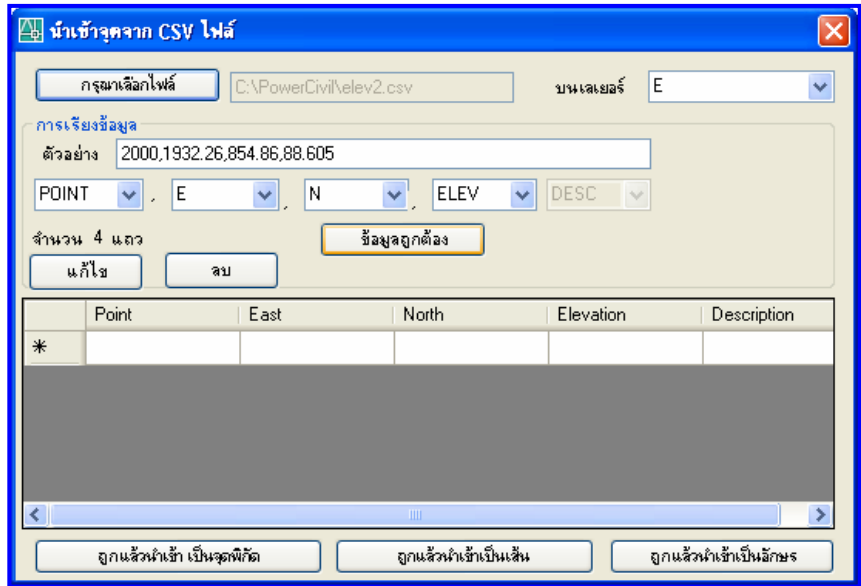 นำเข้าจุดจาก CSV ไฟล์
กรุณาเลือกไฟล์ C:\PowerCivil\elev2.csv บนเลเยอร์ E
การเรียงข้อมูล
ตัวอย่าง 2000,1932.26,854.86,88.605
POINT , E , N , ELEV DESC
จำนวน 4 แถว ข้อมูลถูกต้อง
แก้ไข ลบ
Point East North Elevation Description
*
ถูกแล้วนำเข้า เป็นจุดพิกัด ถูกแล้วนำเข้าเป็นเส้น ถูกแล้วนำเข้าเป็นอักษร